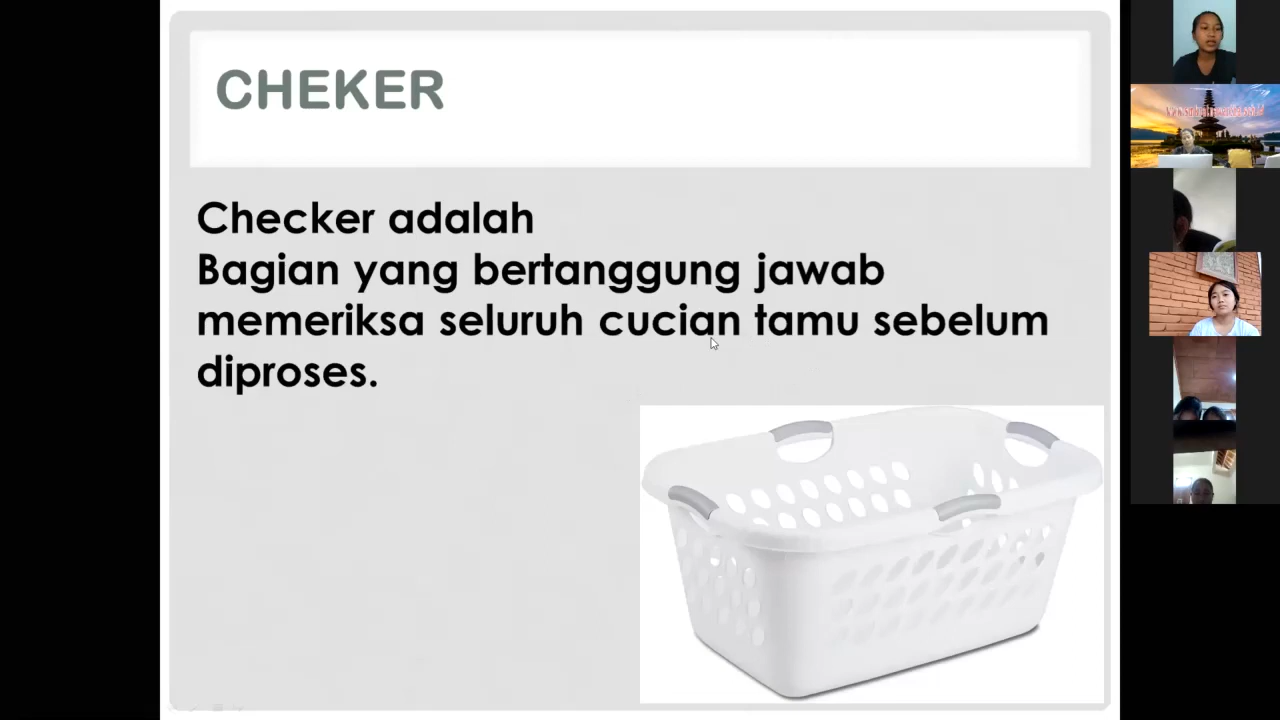 CHEKER
Checker adalah
Bagian yang bertanggung jawab
memeriksa seluruh cucian tamu sebelum
diproses.